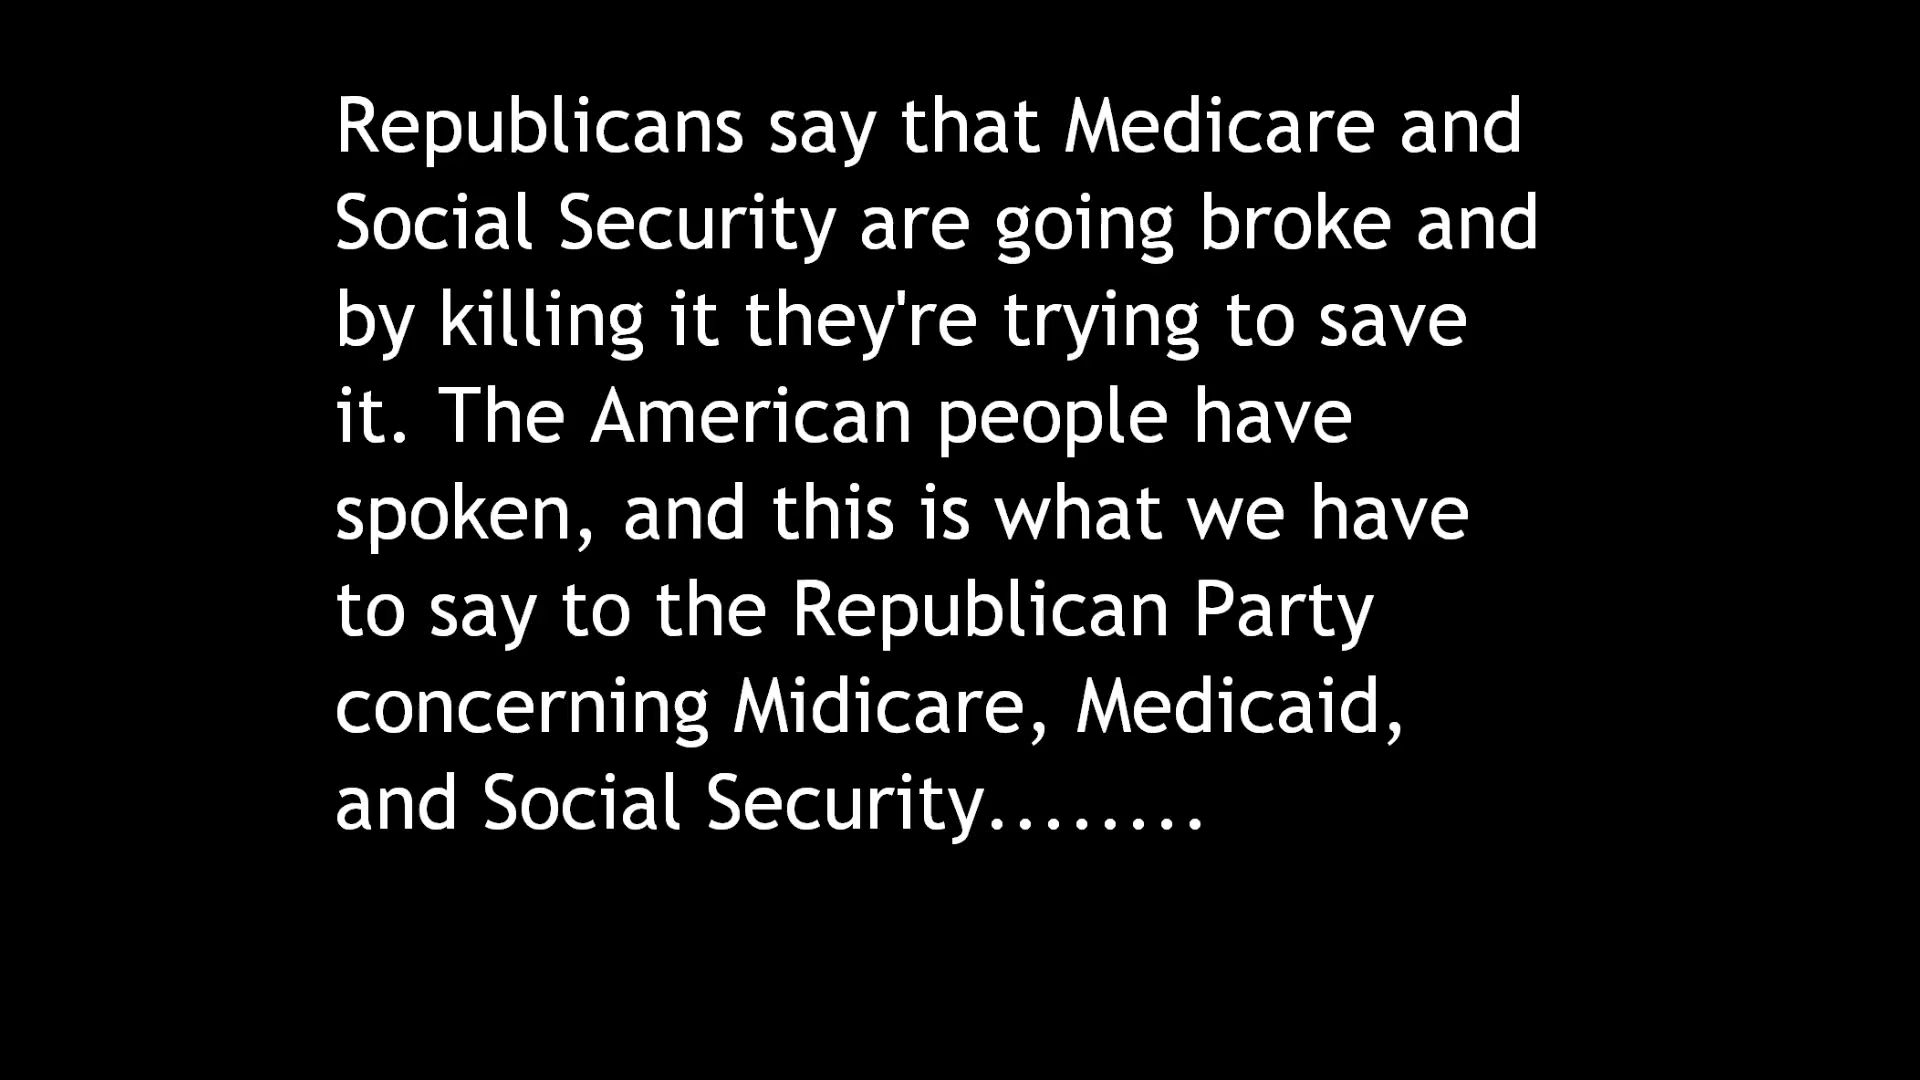 Republicans say that Medicare and
Social Security are going broke and
by killing it they're trying to save
it. The American people have
spoken, and this is what we have
to say to the Republican Party
concerning Midicare, Medicaid,
and Social Security........